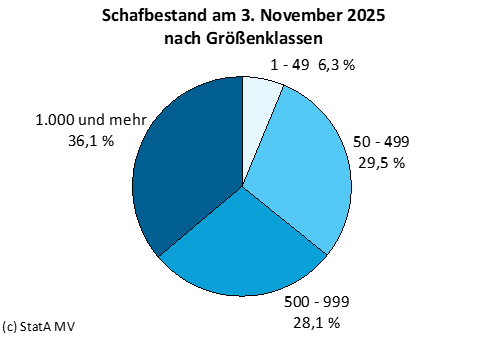 Schafbestand am 3. November 2025
nach Größenklassen
1 - 49  6,3 %
1.000 und mehr
36,1 %
50 - 499
29,5 %
500 - 999
28,1 %
(c) StatA MV